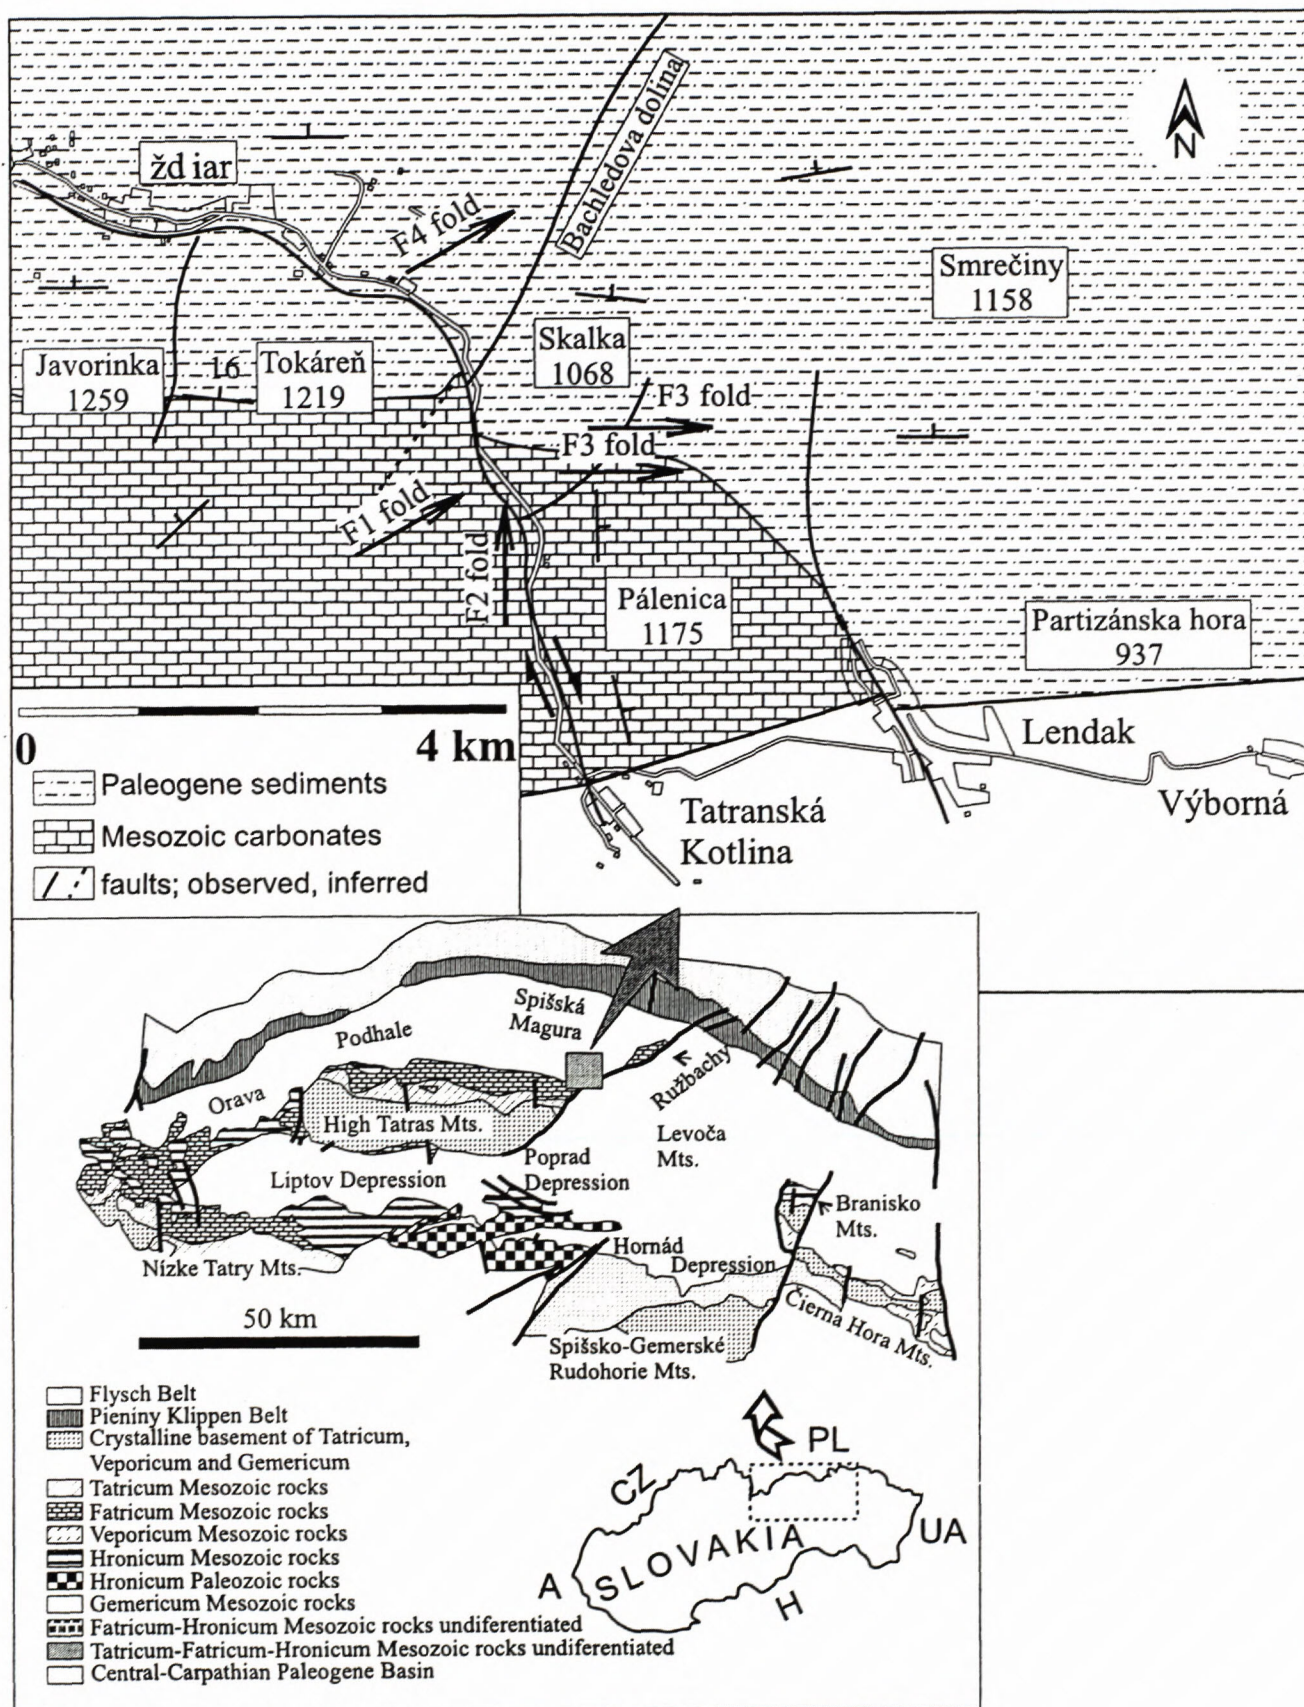 N
žd iar
Bachledova dolina
F4 fold
Smrečiny
1158
Skalka
1068
Javorinka
1259
16
Tokáreň
1219
F3 fold
F3 fold
F1 fold
F2 fold
Pálenica
1175
Partizánska hora
937
0
4 km
Lendak
Výborná
Tatranská
Kotlina
Paleogene sediments
Mesozoic carbonates
faults; observed, inferred
Spišská
Magura
Podhale
Orava
Ružbachy
High Tatras Mts.
Levoča
Mts.
Poprad
Depression
Liptov Depression
Branisko
Mts.
Hornád
Depression
Nízke Tatry Mts.
Čierna Hora Mts.
50 km
Spišsko-Gemerské
Rudohorie Mts.
Flysch Belt
Pieniny Klippen Belt
Crystalline basement of Tatricum,
Veporicum and Gemericum
Tatricum Mesozoic rocks
Fatricum Mesozoic rocks
Veporicum Mesozoic rocks
Hronicum Mesozoic rocks
Hronicum Paleozoic rocks
Gemericum Mesozoic rocks
Fatricum-Hronicum Mesozoic rocks undiferentiated
Tatricum-Fatricum-Hronicum Mesozoic rocks undifferentiated
Central-Carpathian Paleogene Basin
PL
CZ
UA
SLOVAKIA
A
H